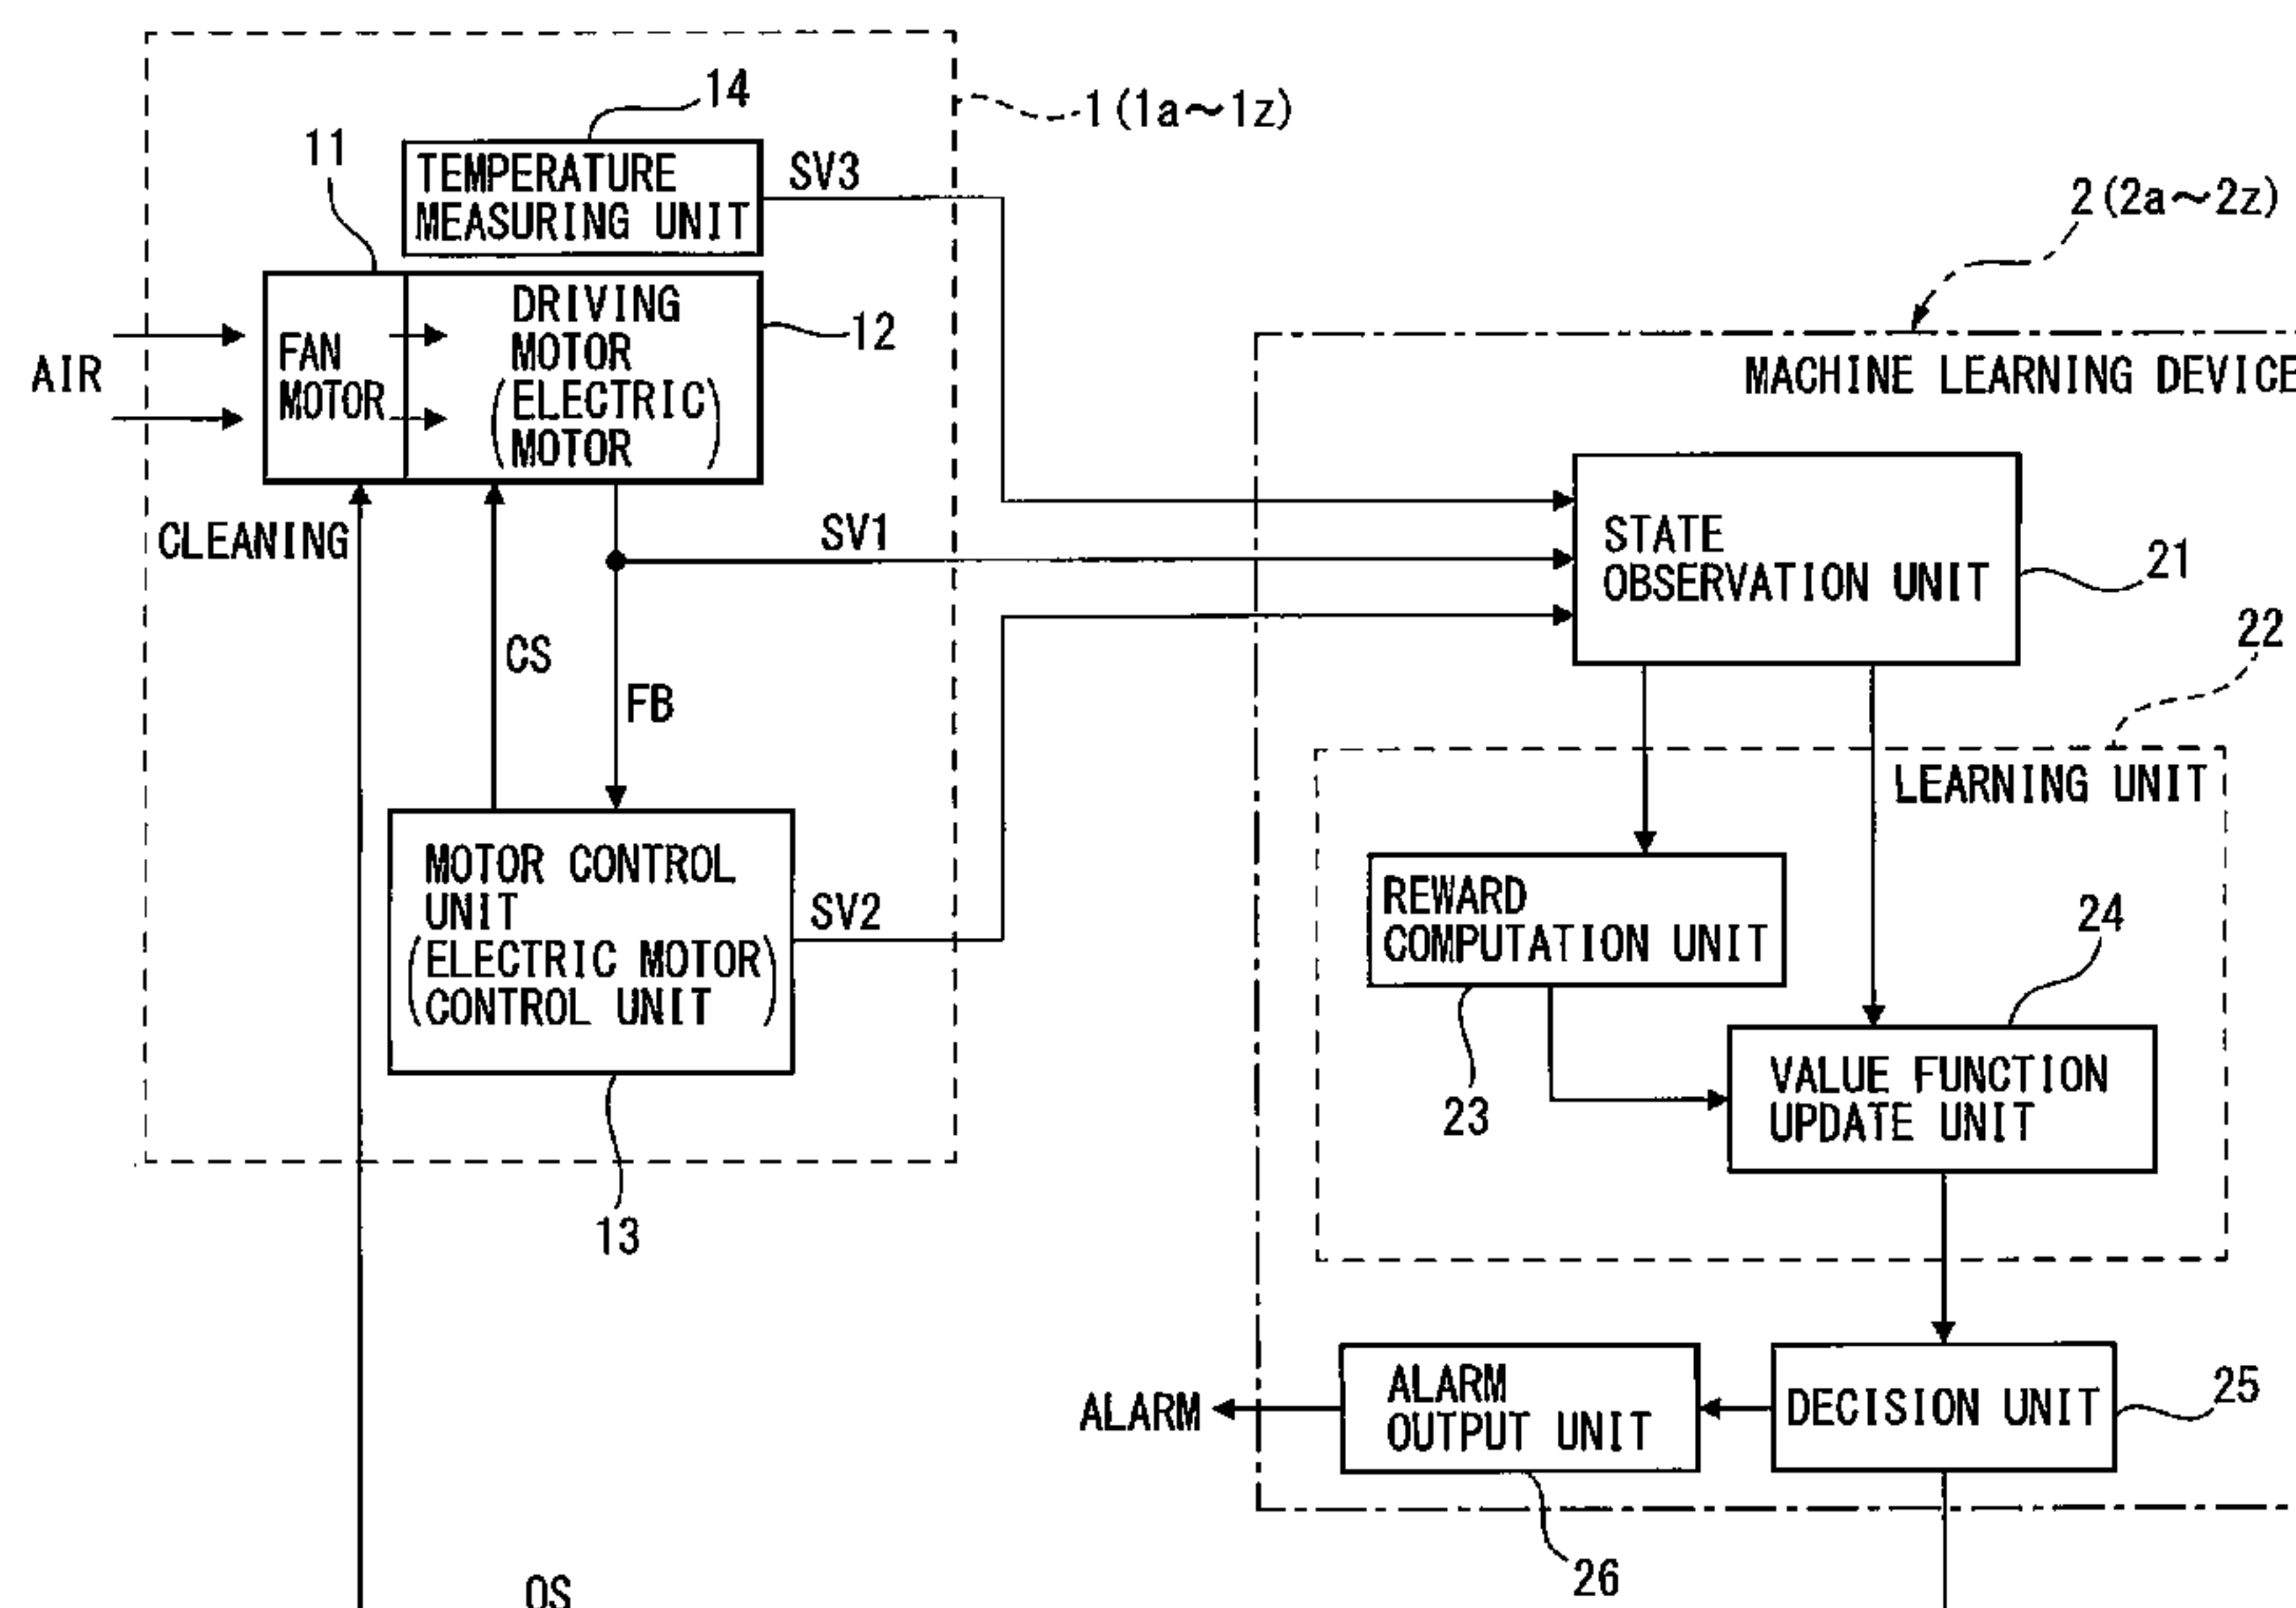 14
1(1a~1z)
11
TEMPERATURE
MEASURING UNIT
SV3
2(2a~2z)
AIR
FAN
MOTOR
DRIVING
MOTOR
(ELECTRIC)
(MOTOR)
12
MACHINE LEARNING DEVICE
CLEANING
SV1
STATE
OBSERVATION UNIT
21
22
CS
FB
LEARNING UNIT
MOTOR CONTROL
UNIT
(ELECTRIC MOTOR)
(CONTROL UNIT)
SV2
REWARD
COMPUTATION UNIT
24
23
VALUE FUNCTION
UPDATE UNIT
13
ALARM
ALARM
OUTPUT UNIT
DECISION UNIT
25
26
OS